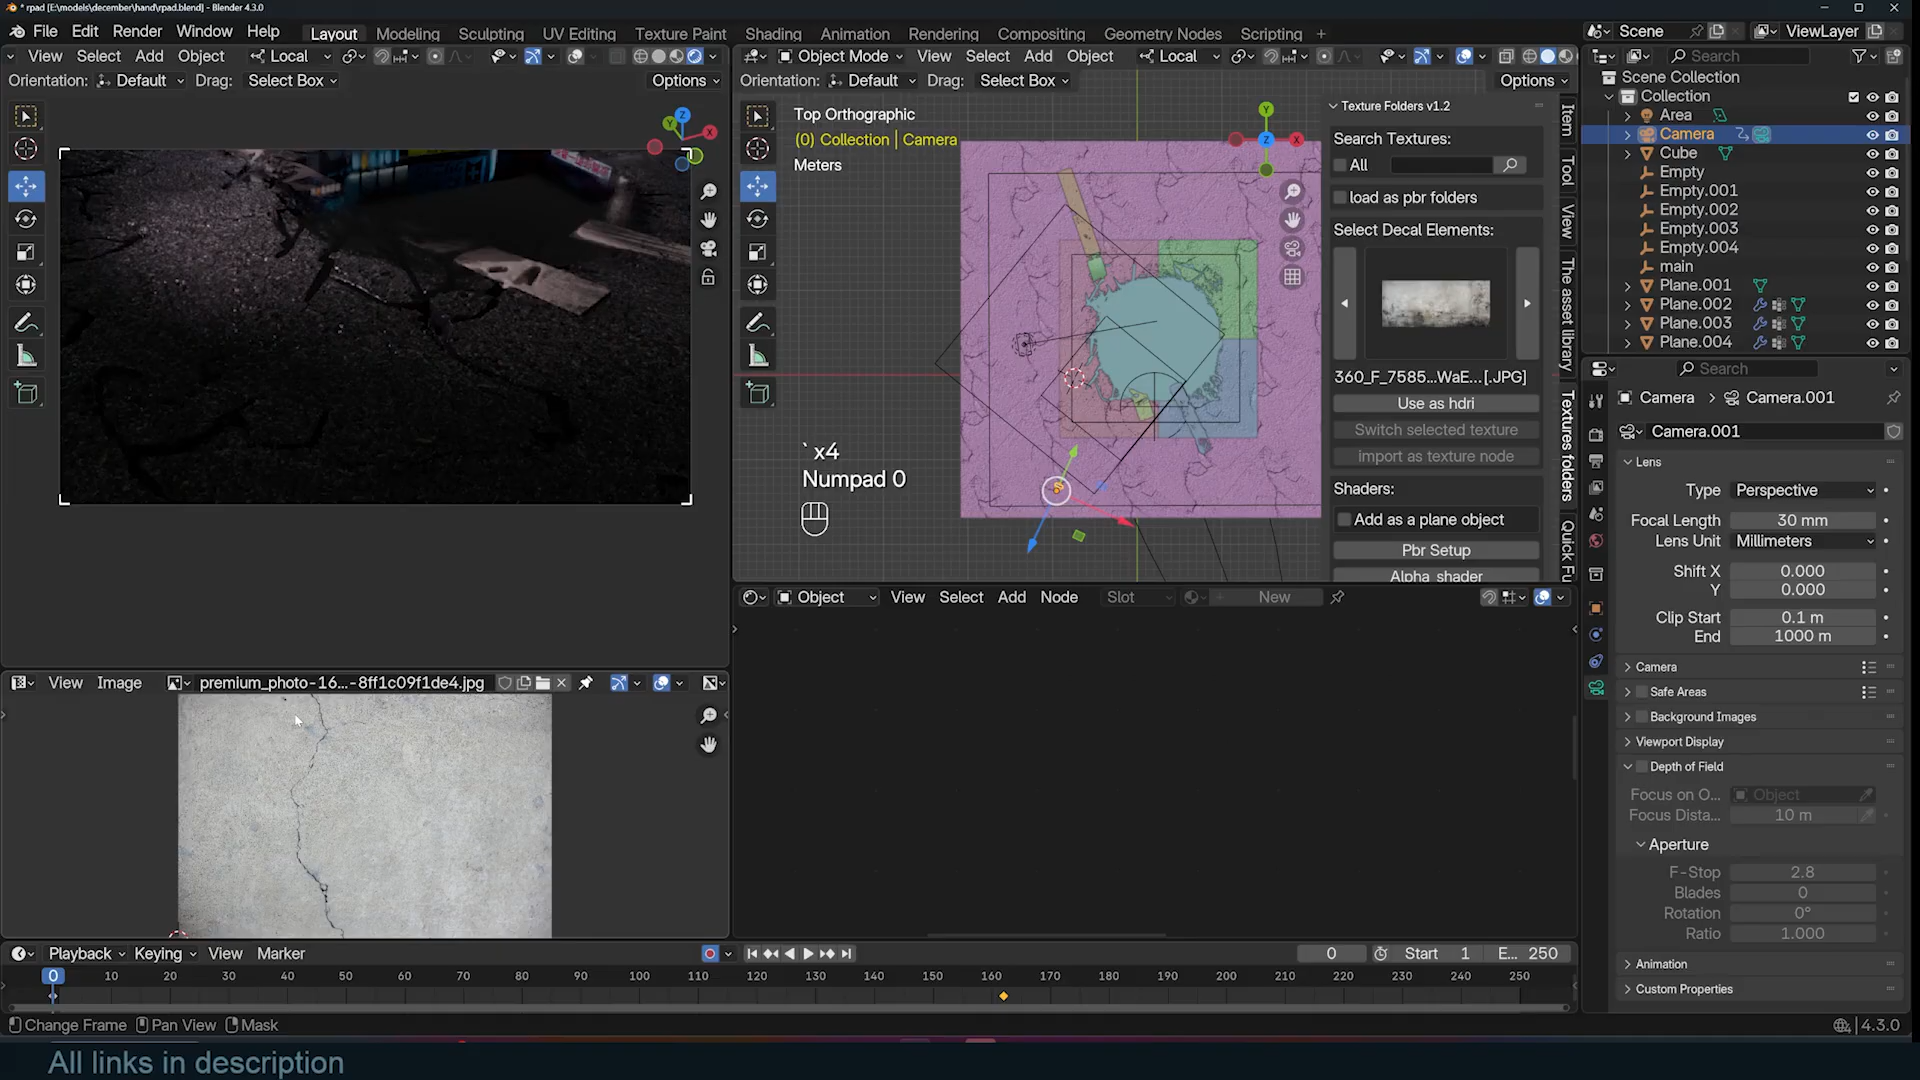 * rpad [E:\models\december\hand\rpad.blend] - Blender 4.3.0
File Edit Render Window Help Layout Modeling Sculpting UV Editing Texture Paint Shading Animation Rendering Compositing Geometry Nodes Scripting + Scene ViewLayer
View Select Add Object Local
Orientation: Default Drag: Select Box Options
Object Mode View Select Add Object Local
Orientation: Default Drag: Select Box Options
Top Orthographic
(0) Collection | Camera
Meters
` x4
Numpad 0
Texture Folders v1.2
Search Textures:
All
load as pbr folders
Select Decal Elements:
360_F_7585...WaE...[.JPG]
Use as hdri
Switch selected texture
import as texture node
Shaders:
Add as a plane object
Pbr Setup
Alpha shader
Item
Tool
View
The asset library
Textures folders
Quick Fu
Search
Scene Collection
Collection
Area
Camera
Cube
Empty
Empty.001
Empty.002
Empty.003
Empty.004
main
Plane.001
Plane.002
Plane.003
Plane.004
Search
Camera > Camera.001
Camera.001
Lens
Type Perspective
Focal Length 30 mm
Lens Unit Millimeters
Shift X 0.000
Y 0.000
Clip Start 0.1 m
End 1000 m
Camera
Safe Areas
Background Images
Viewport Display
Depth of Field
Focus on O... Object
Focus Dista... 10 m
Aperture
F-Stop 2.8
Blades 0
Rotation 0°
Ratio 1.000
Animation
Custom Properties
Object View Select Add Node Slot New
View Image premium_photo-16...-8ff1c09f1de4.jpg
Playback Keying View Marker 0 Start 1 E... 250
0 10 20 30 40 50 60 70 80 90 100 110 120 130 140 150 160 170 180 190 200 210 220 230 240 250
Change Frame Pan View Mask 4.3.0
All links in description